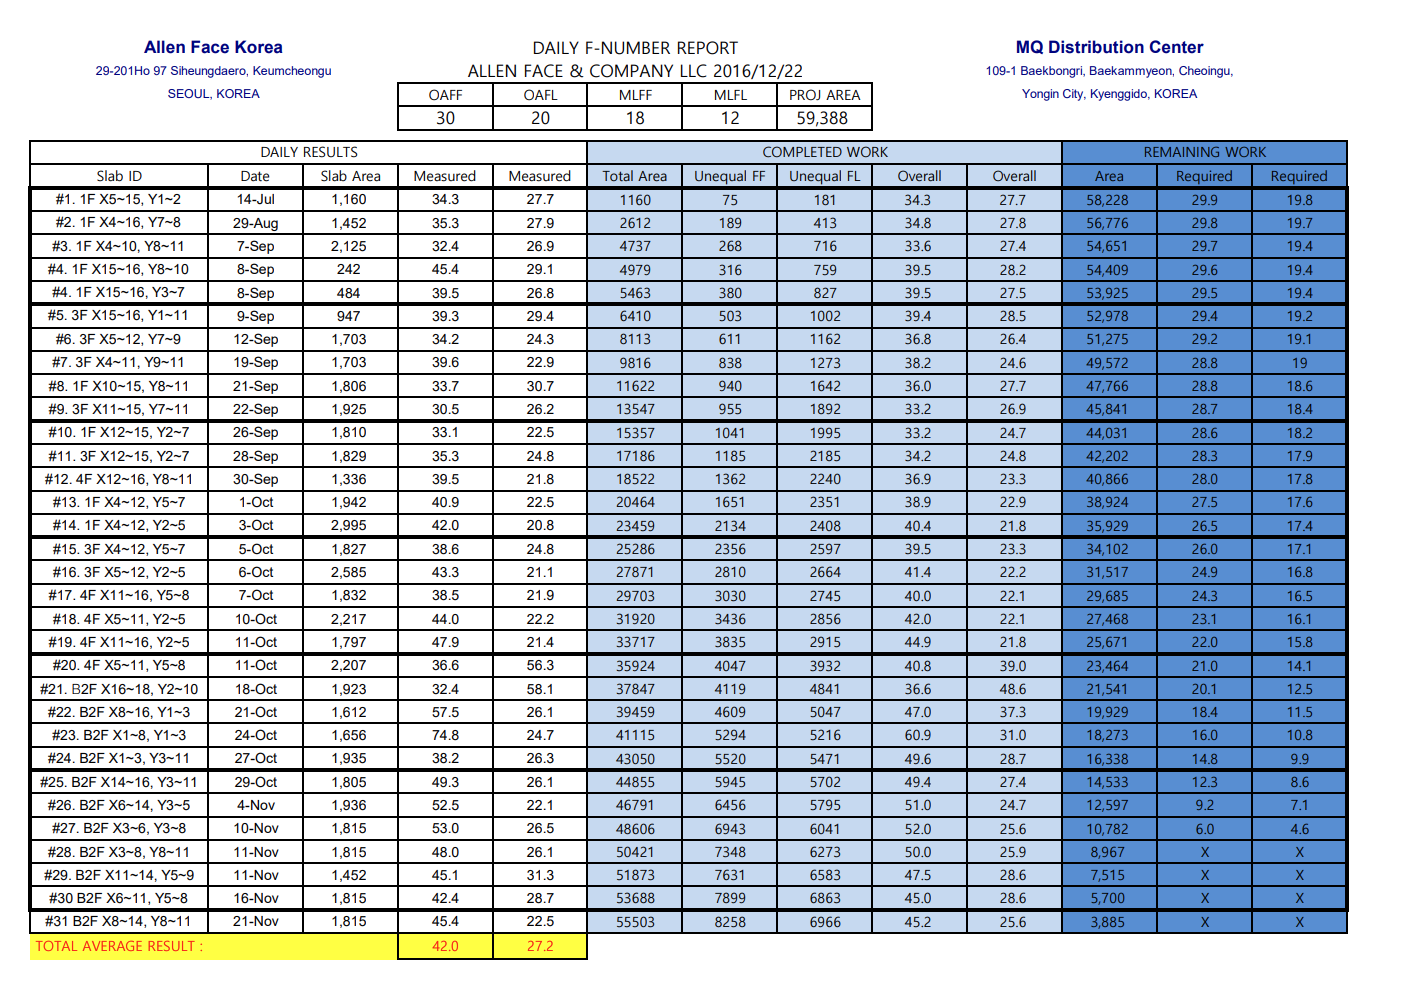 Allen Face Korea
29-201Ho 97 Siheungdaero, Keumcheongu
SEOUL, KOREA
DAILY F-NUMBER REPORT
ALLEN FACE & COMPANY LLC 2016/12/22
MQ Distribution Center
109-1 Baekbongri, Baekammyeon, Cheoingu,
Yongin City, Kyenggido, KOREA
OAFF OAFL MLFF MLFL PROJ AREA
30 20 18 12 59,388
DAILY RESULTS COMPLETED WORK REMAINING WORK
Slab ID Date Slab Area Measured Measured Total Area Unequal FF Unequal FL Overall Overall Area Required Required
#1. 1F X5~15, Y1~2 14-Jul 1,160 34.3 27.7 1160 75 181 34.3 27.7 58,228 29.9 19.8
#2. 1F X4~16, Y7~8 29-Aug 1,452 35.3 27.9 2612 189 413 34.8 27.8 56,776 29.8 19.7
#3. 1F X4~10, Y8~11 7-Sep 2,125 32.4 26.9 4737 268 716 33.6 27.4 54,651 29.7 19.4
#4. 1F X15~16, Y8~10 8-Sep 242 45.4 29.1 4979 316 759 39.5 28.2 54,409 29.6 19.4
#4. 1F X15~16, Y3~7 8-Sep 484 39.5 26.8 5463 380 827 39.5 27.5 53,925 29.5 19.4
#5. 3F X15~16, Y1~11 9-Sep 947 39.3 29.4 6410 503 1002 39.4 28.5 52,978 29.4 19.2
#6. 3F X5~12, Y7~9 12-Sep 1,703 34.2 24.3 8113 611 1162 36.8 26.4 51,275 29.2 19.1
#7. 3F X4~11, Y9~11 19-Sep 1,703 39.6 22.9 9816 838 1273 38.2 24.6 49,572 28.8 19
#8. 1F X10~15, Y8~11 21-Sep 1,806 33.7 30.7 11622 940 1642 36.0 27.7 47,766 28.8 18.6
#9. 3F X11~15, Y7~11 22-Sep 1,925 30.5 26.2 13547 955 1892 33.2 26.9 45,841 28.7 18.4
#10. 1F X12~15, Y2~7 26-Sep 1,810 33.1 22.5 15357 1041 1995 33.2 24.7 44,031 28.6 18.2
#11. 3F X12~15, Y2~7 28-Sep 1,829 35.3 24.8 17186 1185 2185 34.2 24.8 42,202 28.3 17.9
#12. 4F X12~16, Y8~11 30-Sep 1,336 39.5 21.8 18522 1362 2240 36.9 23.3 40,866 28.0 17.8
#13. 1F X4~12, Y5~7 1-Oct 1,942 40.9 22.5 20464 1651 2351 38.9 22.9 38,924 27.5 17.6
#14. 1F X4~12, Y2~5 3-Oct 2,995 42.0 20.8 23459 2134 2408 40.4 21.8 35,929 26.5 17.4
#15. 3F X4~12, Y5~7 5-Oct 1,827 38.6 24.8 25286 2356 2597 39.5 23.3 34,102 26.0 17.1
#16. 3F X5~12, Y2~5 6-Oct 2,585 43.3 21.1 27871 2810 2664 41.4 22.2 31,517 24.9 16.8
#17. 4F X11~16, Y5~8 7-Oct 1,832 38.5 21.9 29703 3030 2745 40.0 22.1 29,685 24.3 16.5
#18. 4F X5~11, Y2~5 10-Oct 2,217 44.0 22.2 31920 3436 2856 42.0 22.1 27,468 23.1 16.1
#19. 4F X11~16, Y2~5 11-Oct 1,797 47.9 21.4 33717 3835 2915 44.9 21.8 25,671 22.0 15.8
#20. 4F X5~11, Y5~8 11-Oct 2,207 36.6 56.3 35924 4047 3932 40.8 39.0 23,464 21.0 14.1
#21. B2F X16~18, Y2~10 18-Oct 1,923 32.4 58.1 37847 4119 4841 36.6 48.6 21,541 20.1 12.5
#22. B2F X8~16, Y1~3 21-Oct 1,612 57.5 26.1 39459 4609 5047 47.0 37.3 19,929 18.4 11.5
#23. B2F X1~8, Y1~3 24-Oct 1,656 74.8 24.7 41115 5294 5216 60.9 31.0 18,273 16.0 10.8
#24. B2F X1~3, Y3~11 27-Oct 1,935 38.2 26.3 43050 5520 5471 49.6 28.7 16,338 14.8 9.9
#25. B2F X14~16, Y3~11 29-Oct 1,805 49.3 26.1 44855 5945 5702 49.4 27.4 14,533 12.3 8.6
#26. B2F X6~14, Y3~5 4-Nov 1,936 52.5 22.1 46791 6456 5795 51.0 24.7 12,597 9.2 7.1
#27. B2F X3~6, Y3~8 10-Nov 1,815 53.0 26.5 48606 6943 6041 52.0 25.6 10,782 6.0 4.6
#28. B2F X3~8, Y8~11 11-Nov 1,815 48.0 26.1 50421 7348 6273 50.0 25.9 8,967 X X
#29. B2F X11~14, Y5~9 11-Nov 1,452 45.1 31.3 51873 7631 6583 47.5 28.6 7,515 X X
#30 B2F X6~11, Y5~8 16-Nov 1,815 42.4 28.7 53688 7899 6863 45.0 28.6 5,700 X X
#31 B2F X8~14, Y8~11 21-Nov 1,815 45.4 22.5 55503 8258 6966 45.2 25.6 3,885 X X
TOTAL AVERAGE RESULT : 42.0 27.2